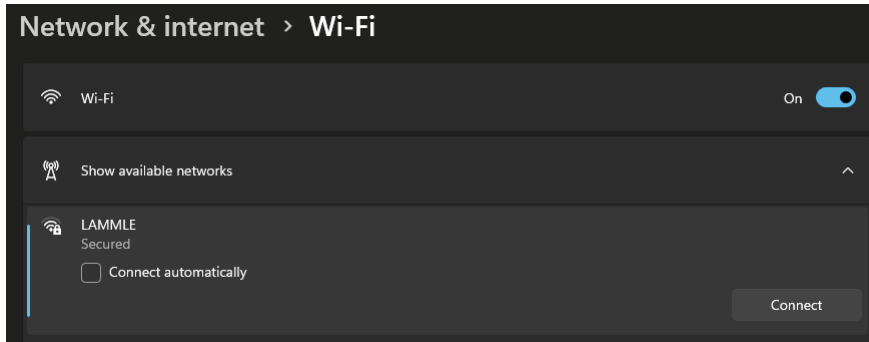 Network & internet > Wi-Fi
Wi-Fi
On
Show available networks
LAMMLE
Secured
Connect automatically
Connect